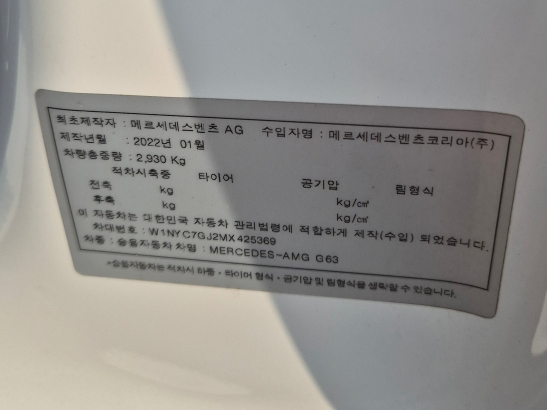 최초제작자 : 메르세데스벤츠 AG 수입자명 : 메르세데스벤츠코리아(주)
제작년월 : 2022년 01월
차량총중량 : 2,930 Kg
적차시축중 타이어 공기압 림형식
전축 kg kg/㎠
후축 kg kg/㎠
이 자동차는 대한민국 자동차 관리법령에 적합하게 제작(수입) 되었습니다.
차대번호 : W1NYC7GJ2MX425369
차종 : 승용자동차 차명 : MERCEDES-AMG G63
*승용자동차는 적차시 하중·타이어 형식·공기압 및 림형식을 생략할 수 있습니다.